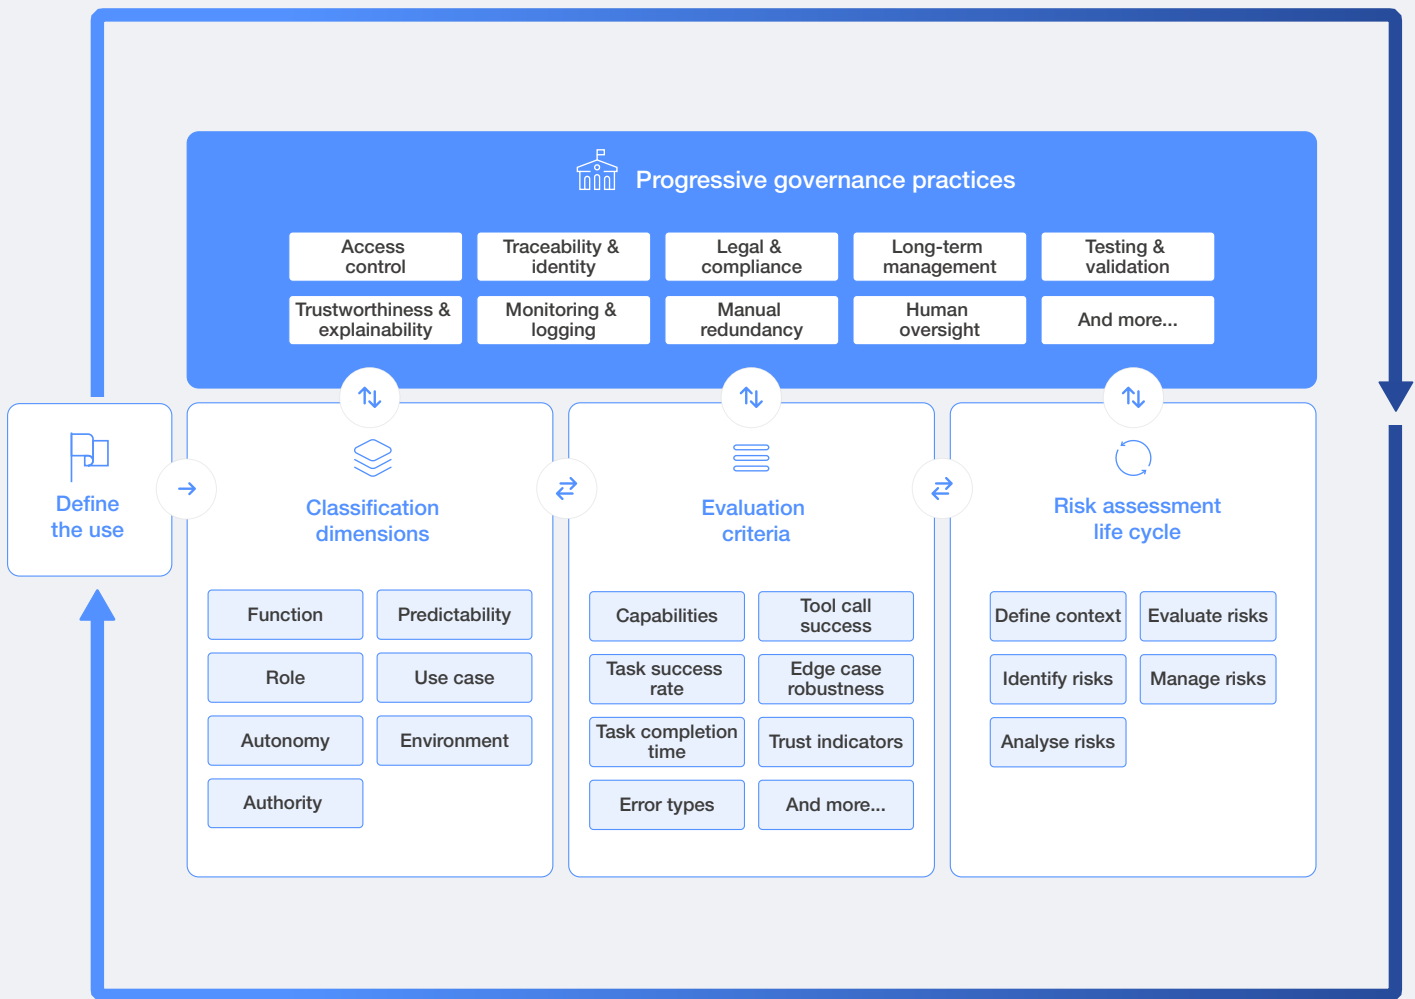 Progressive governance practices
Access
control
Traceability &
identity
Legal &
compliance
Long-term
management
Testing &
validation
Trustworthiness &
explainability
Monitoring &
logging
Manual
redundancy
Human
oversight
And more...
Define
the use
Classification
dimensions
Function
Predictability
Role
Use case
Autonomy
Environment
Authority
Evaluation
criteria
Capabilities
Tool call
success
Task success
rate
Edge case
robustness
Task completion
time
Trust indicators
Error types
And more...
Risk assessment
life cycle
Define context
Evaluate risks
Identify risks
Manage risks
Analyse risks